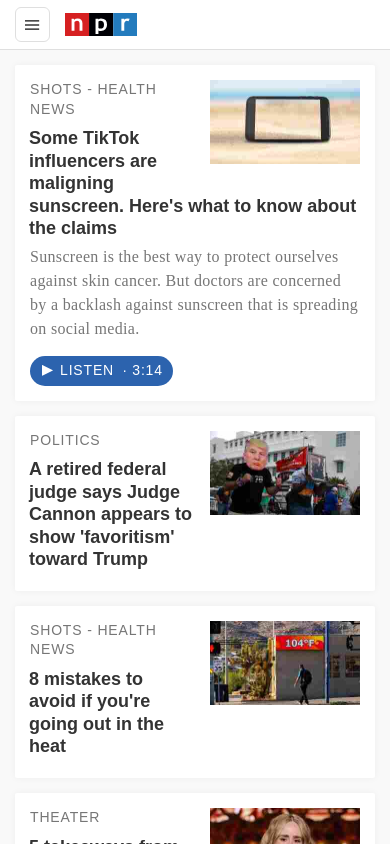 npr
SHOTS - HEALTH
NEWS
Some TikTok
influencers are
maligning
sunscreen. Here's what to know about
the claims
Sunscreen is the best way to protect ourselves
against skin cancer. But doctors are concerned
by a backlash against sunscreen that is spreading
on social media.
LISTEN · 3:14
POLITICS
A retired federal
judge says Judge
Cannon appears to
show 'favoritism'
toward Trump
SHOTS - HEALTH
NEWS
8 mistakes to
avoid if you're
going out in the
heat
104°F
THEATER
5 takeaways from